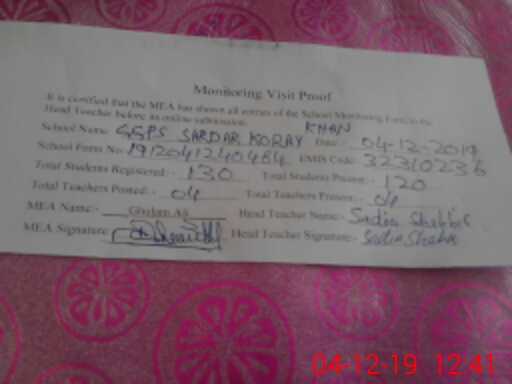 Monitoring Visit Proof
It is certified that the MEA has shown all entries of the School Monitoring Form to the
Head Teacher before its online submission.
School Name: GGPS SARDAR KORAY KHAN Date:- 04-12-2019
School Form No: EMIS Code: 32310236
Total Students Registered:- 130 Total Students Present:- 120
Total Teachers Posted:- 04 Total Teachers Present:- 04
MEA Name:- Ghulam Ali Head Teacher Name:- Sadia Shabbir
MEA Signature: Head Teacher Signature:- Sadia Shabir
04-12-19 12:41